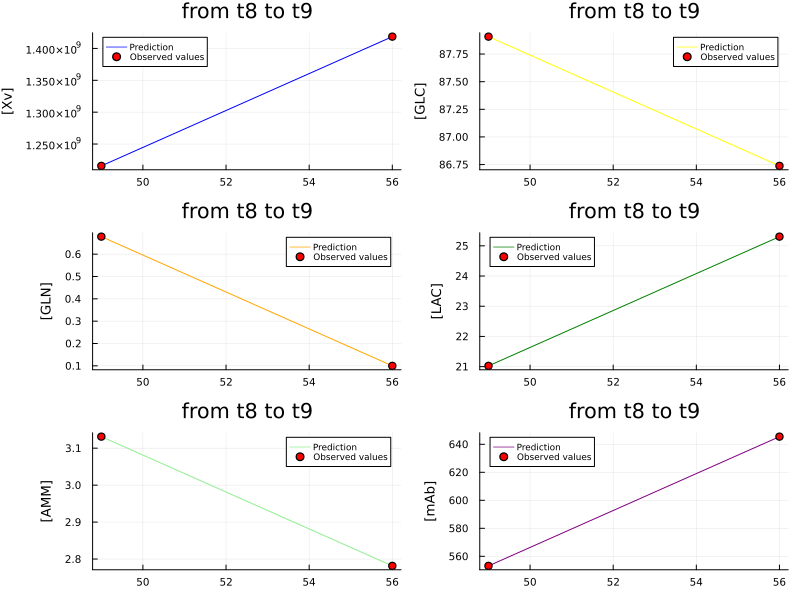 from t8 to t9
[Xv]
1.400×10⁹
1.350×10⁹
1.300×10⁹
1.250×10⁹
Prediction
Observed values
50 52 54 56
from t8 to t9
[GLC]
87.75
87.50
87.25
87.00
86.75
Prediction
Observed values
50 52 54 56
from t8 to t9
[GLN]
0.6
0.5
0.4
0.3
0.2
0.1
Prediction
Observed values
50 52 54 56
from t8 to t9
[LAC]
25
24
23
22
21
Prediction
Observed values
50 52 54 56
from t8 to t9
[AMM]
3.1
3.0
2.9
2.8
Prediction
Observed values
50 52 54 56
from t8 to t9
[mAb]
640
620
600
580
560
Prediction
Observed values
50 52 54 56